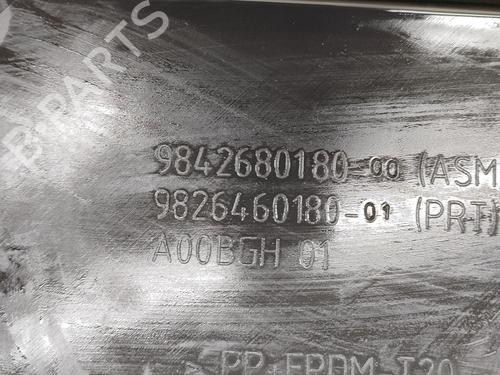 B-PARTS
9842680180-00 (ASM
9826460180-01 (PRT)
A00BGH 01
> PP+EPDM-T20